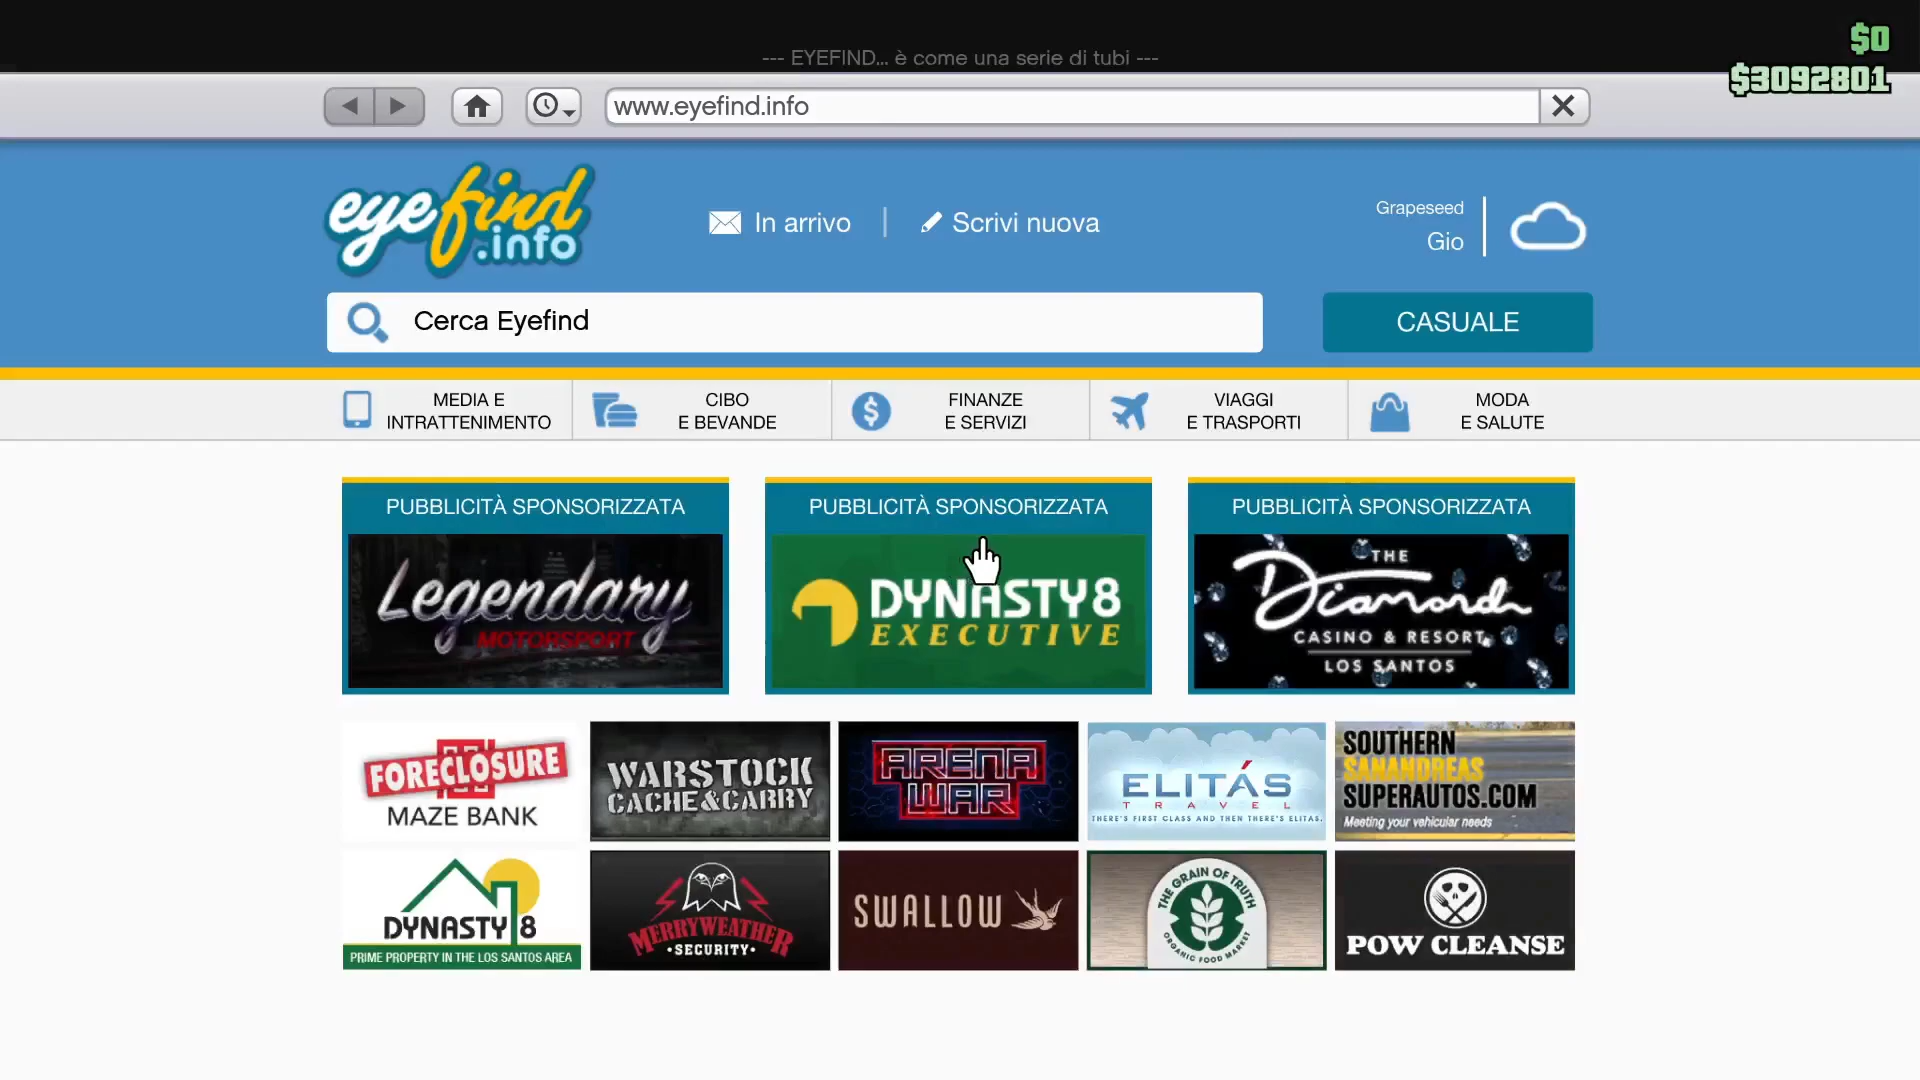 $0
--- EYEFIND... è come una serie di tubi ---
$3092801
www.eyefind.info
eyefind
.info
In arrivo
Scrivi nuova
Grapeseed
Gio
Cerca Eyefind
CASUALE
MEDIA E
INTRATTENIMENTO
CIBO
E BEVANDE
FINANZE
E SERVIZI
VIAGGI
E TRASPORTI
MODA
E SALUTE
PUBBLICITÀ SPONSORIZZATA
Legendary
MOTORSPORT
PUBBLICITÀ SPONSORIZZATA
DYNASTY8
EXECUTIVE
PUBBLICITÀ SPONSORIZZATA
THE
Diamond
CASINO & RESORT
LOS SANTOS
FORECLOSURE
MAZE BANK
WARSTOCK
CACHE&CARRY
ARENA
WAR
ELITÁS
TRAVEL
THERE'S FIRST CLASS AND THEN THERE'S ELITAS.
SOUTHERN
SANANDREAS
SUPERAUTOS.COM
Meeting your vehicular needs
DYNASTY 8
PRIME PROPERTY IN THE LOS SANTOS AREA
MERRYWEATHER
·SECURITY·
SWALLOW
THE GRAIN OF TRUTH
ORGANIC FOOD MARKET
POW CLEANSE